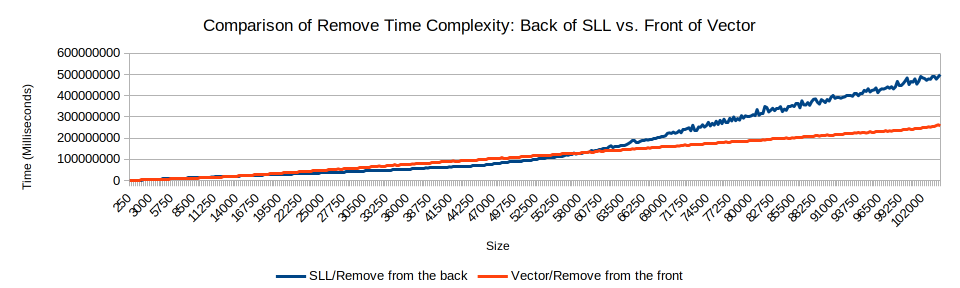 Comparison of Remove Time Complexity: Back of SLL vs. Front of Vector
Time (Milliseconds)
600000000
500000000
400000000
300000000
200000000
100000000
0
250 3000 5750 8500 11250 14000 16750 19500 22250 25000 27750 30500 33250 36000 38750 41500 44250 47000 49750 52500 55250 58000 60750 63500 66250 69000 71750 74500 77250 80000 82750 85500 88250 91000 93750 96500 99250 102000
Size
SLL/Remove from the back Vector/Remove from the front